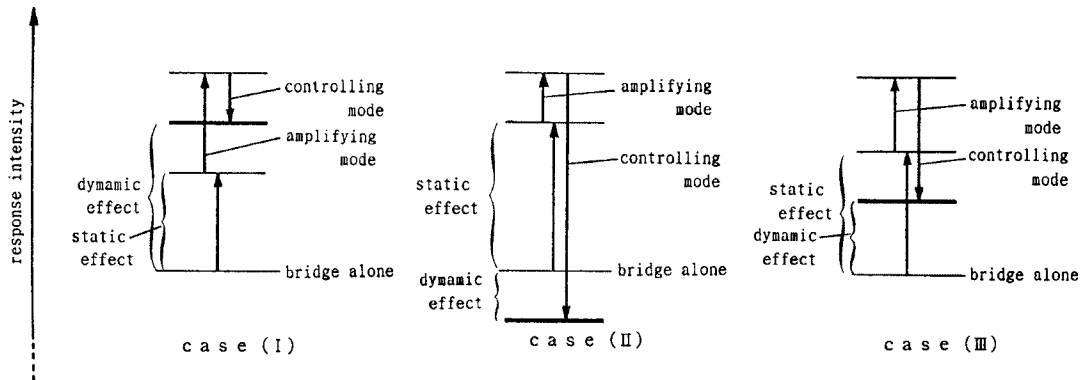 response intensity
controlling
mode
amplifying
mode
dymamic
effect
static
effect
bridge alone
case (I)
amplifying
mode
controlling
mode
static
effect
bridge alone
dymamic
effect
case (II)
amplifying
mode
controlling
mode
static
effect
dymamic
effect
bridge alone
case (III)